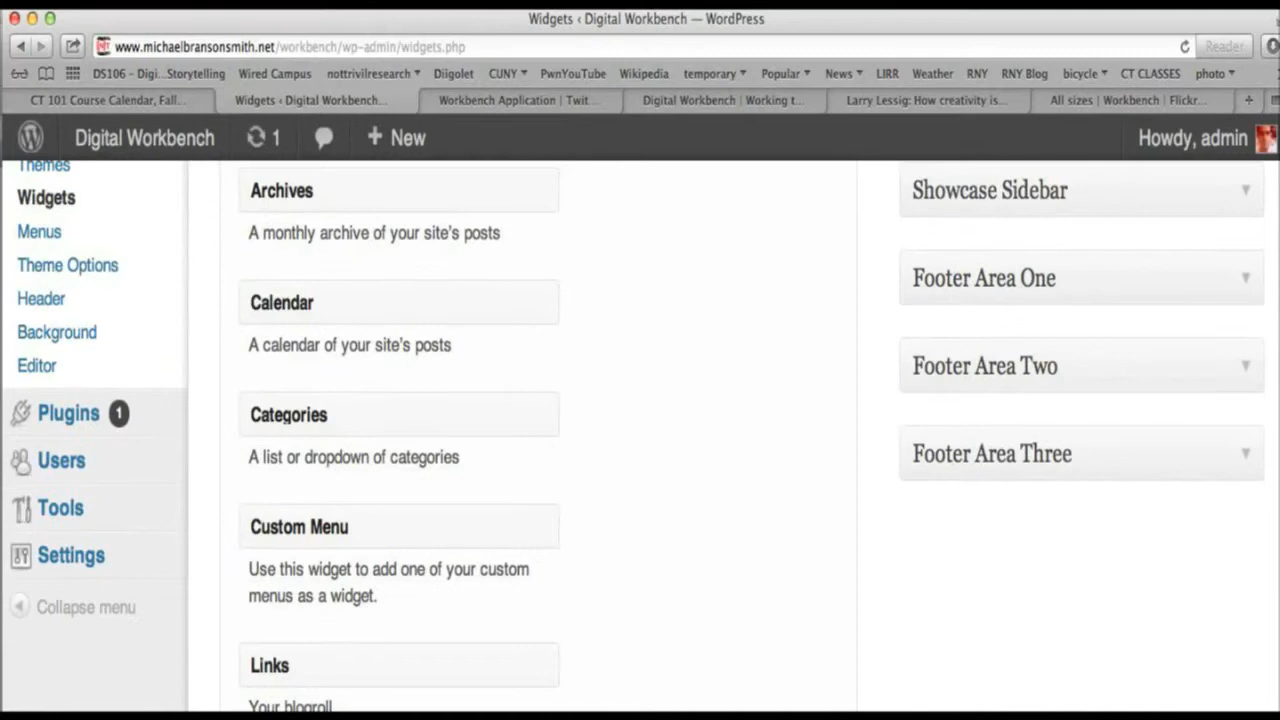 Widgets ‹ Digital Workbench — WordPress
www.michaelbransonsmith.net/workbench/wp-admin/widgets.php
Reader
DS106 - Digi...Storytelling Wired Campus nottrivilresearch Diigolet CUNY PwnYouTube Wikipedia temporary Popular News LIRR Weather RNY RNY Blog bicycle CT CLASSES photo
CT 101 Course Calendar, Fall... Widgets ‹ Digital Workbench... Workbench Application | Twit... Digital Workbench | Working t... Larry Lessig: How creativity is... All sizes | Workbench | Flickr...
Digital Workbench 1 + New Howdy, admin
Themes
Widgets
Menus
Theme Options
Header
Background
Editor
Plugins 1
Users
Tools
Settings
Collapse menu
Archives
A monthly archive of your site's posts
Calendar
A calendar of your site's posts
Categories
A list or dropdown of categories
Custom Menu
Use this widget to add one of your custom
menus as a widget.
Links
Your blogroll
Showcase Sidebar
Footer Area One
Footer Area Two
Footer Area Three